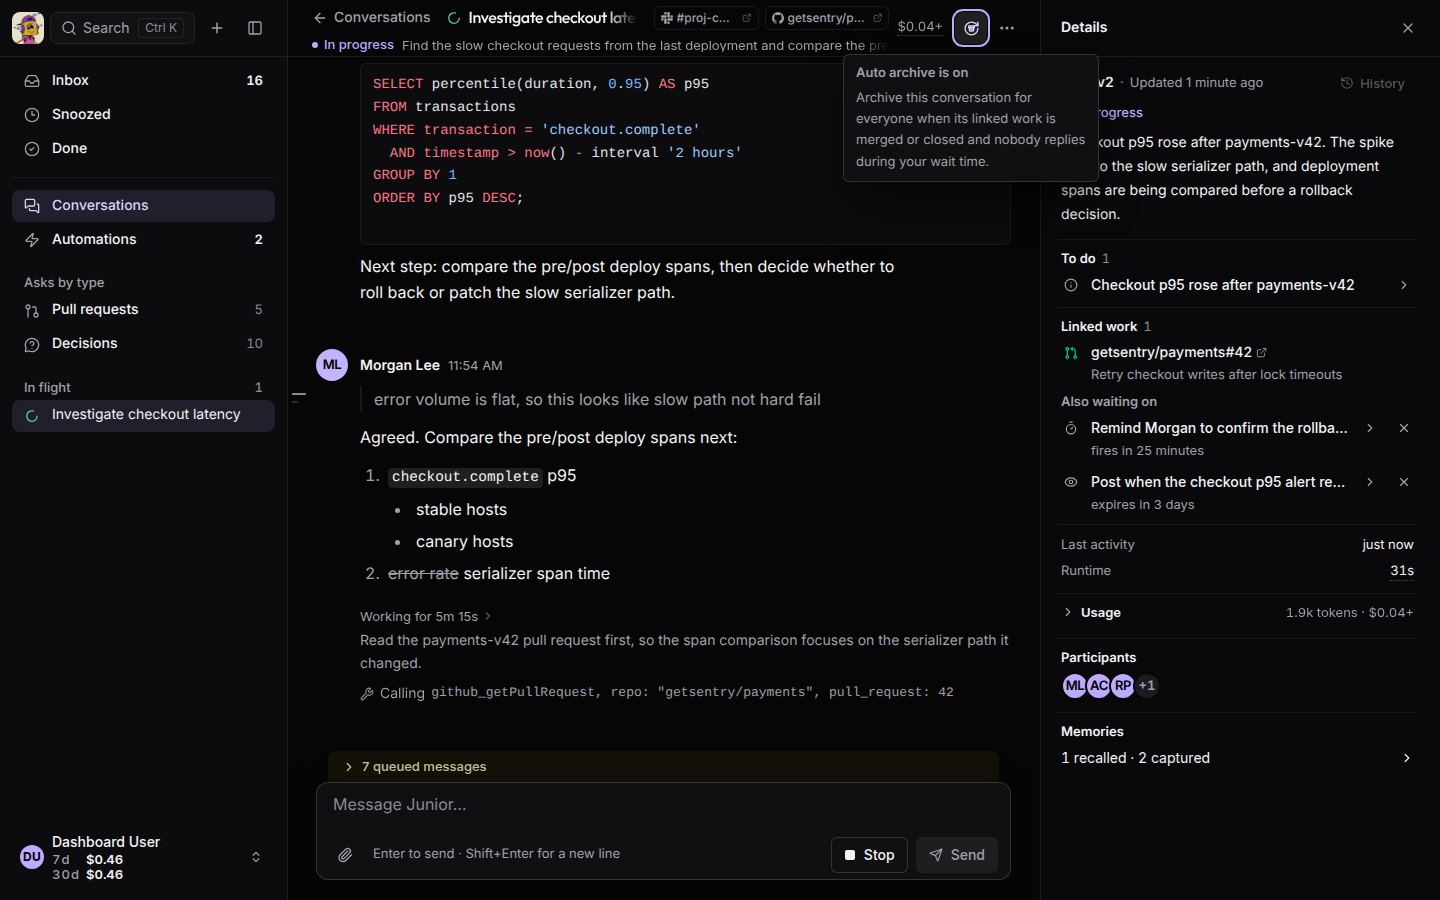 Search Ctrl K
Inbox 16
Snoozed
Done
Conversations
Automations 2
Asks by type
Pull requests 5
Decisions 10
In flight 1
Investigate checkout latency
DU
Dashboard User
7d $0.46
30d $0.46
Conversations
Investigate checkout late
#proj-c...
getsentry/p...
$0.04+
In progress Find the slow checkout requests from the last deployment and compare the pre
Auto archive is on
Archive this conversation for
everyone when its linked work is
merged or closed and nobody replies
during your wait time.
SELECT percentile(duration, 0.95) AS p95
FROM transactions
WHERE transaction = 'checkout.complete'
AND timestamp > now() - interval '2 hours'
GROUP BY 1
ORDER BY p95 DESC;
Next step: compare the pre/post deploy spans, then decide whether to
roll back or patch the slow serializer path.
ML Morgan Lee 11:54 AM
error volume is flat, so this looks like slow path not hard fail
Agreed. Compare the pre/post deploy spans next:
1. checkout.complete p95
• stable hosts
• canary hosts
2. error rate serializer span time
Working for 5m 15s
Read the payments-v42 pull request first, so the span comparison focuses on the serializer path it
changed.
Calling github_getPullRequest, repo: "getsentry/payments", pull_request: 42
7 queued messages
Message Junior...
Enter to send · Shift+Enter for a new line
Stop
Send
Details
v2 · Updated 1 minute ago
History
rogress
kout p95 rose after payments-v42. The spike
o the slow serializer path, and deployment
spans are being compared before a rollback
decision.
To do 1
Checkout p95 rose after payments-v42
Linked work 1
getsentry/payments#42
Retry checkout writes after lock timeouts
Also waiting on
Remind Morgan to confirm the rollba...
fires in 25 minutes
Post when the checkout p95 alert re...
expires in 3 days
Last activity just now
Runtime 31s
Usage 1.9k tokens · $0.04+
Participants
ML AC RP +1
Memories
1 recalled · 2 captured